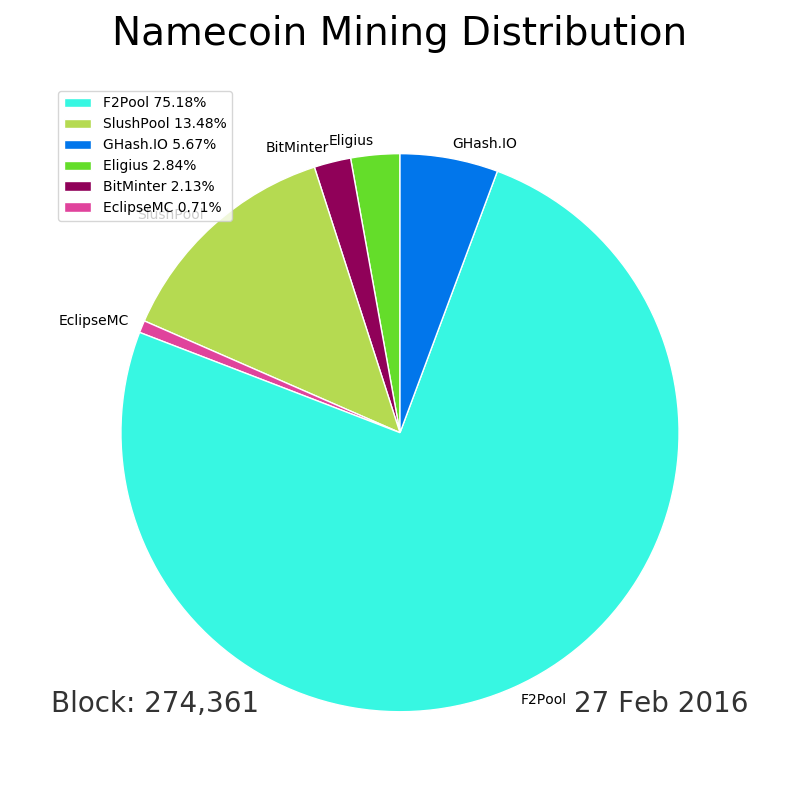 Namecoin Mining Distribution
F2Pool 75.18%
SlushPool 13.48%
GHash.IO 5.67%
Eligius 2.84%
BitMinter 2.13%
EclipseMC 0.71%
GHash.IO
Eligius
BitMinter
SlushPool
EclipseMC
F2Pool
Block: 274,361
27 Feb 2016